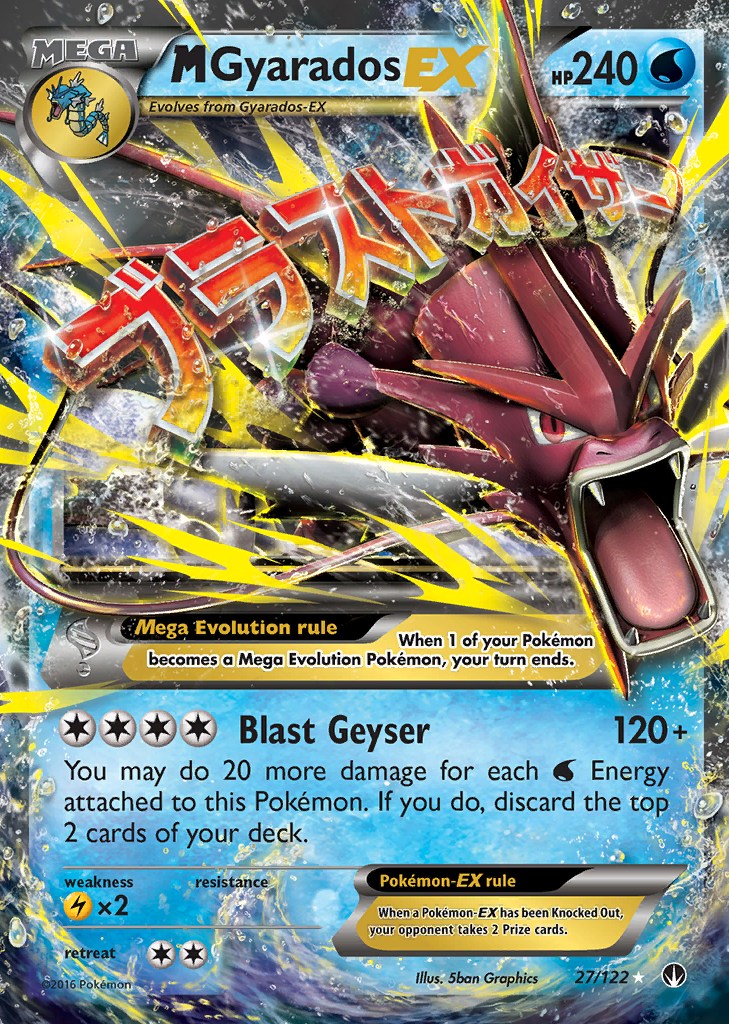 MEGA
MGyaradosEX
HP240
Evolves from Gyarados-EX
ブラストガイザー
Mega Evolution rule
When 1 of your Pokémon
becomes a Mega Evolution Pokémon, your turn ends.
Blast Geyser 120+
You may do 20 more damage for each Energy
attached to this Pokémon. If you do, discard the top
2 cards of your deck.
weakness resistance
×2
Pokémon-EX rule
When a Pokémon-EX has been Knocked Out,
your opponent takes 2 Prize cards.
retreat
©2016 Pokémon
Illus. 5ban Graphics
27/122